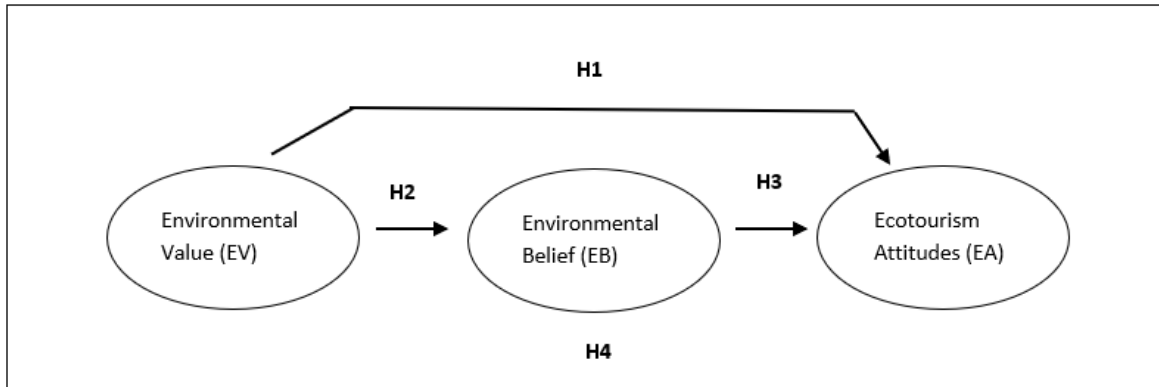 H1
H2
H3
Environmental
Value (EV)
Environmental
Belief (EB)
Ecotourism
Attitudes (EA)
H4